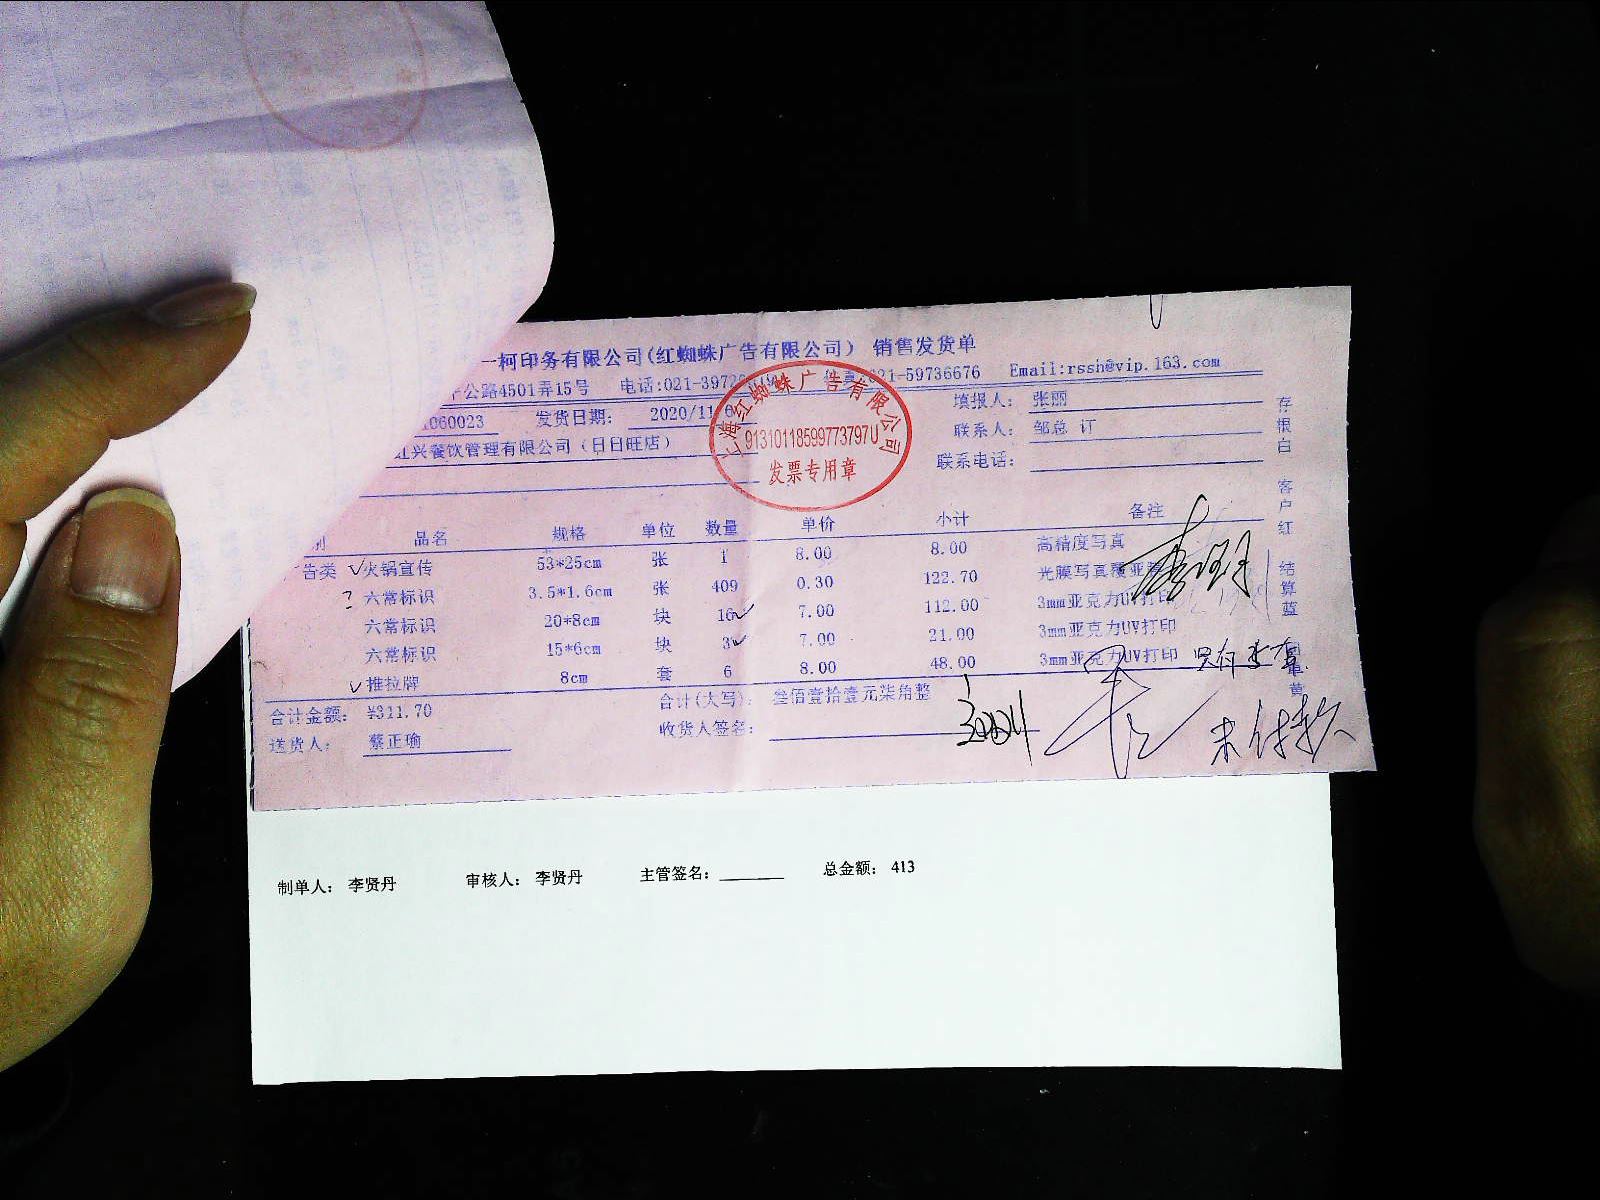 一柯印务有限公司(红蜘蛛广告有限公司) 销售发货单
公路4501弄15号 电话:021-3972 021-59736676 Email:rssh@vip.163.com
060023 发货日期: 2020/11 填报人: 张丽
兴餐饮管理有限公司(日日旺店) 联系人: 邹总 订
联系电话:
上海红蜘蛛广告有限公司
91310118599773797U
发票专用章
存根白 客户红 结算蓝 黄
品名 规格 单位 数量 单价 小计 备注
告类 √火锅宣传 53*25cm 张 1 8.00 8.00 高精度写真
? 六常标识 3.5*1.6cm 张 409 0.30 122.70 光膜写真覆亚
六常标识 20*8cm 块 16 7.00 112.00 3mm亚克力UV打印
六常标识 15*6cm 块 3 7.00 21.00 3mm亚克力UV打印
√推拉牌 8cm 套 6 8.00 48.00 3mm亚克力UV打印
合计金额: ¥311.70 合计(大写): 叁佰壹拾壹元柒角整
送货人: 蔡正瑜 收货人签名:
未付款
制单人: 李贤丹 审核人: 李贤丹 主管签名: 总金额: 413